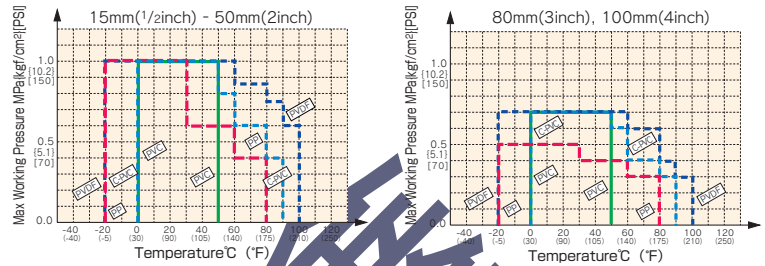 15mm(1/2inch) - 50mm(2inch)
Max Working Pressure MPa{kgf/cm²}[PSI]
1.0
{10.2}
[150]
0.5
{5.1}
[70]
0.0
PVDF
PP
C-PVC
PVC
PVC
PP
C-PVC
PVDF
-40 -20 0 20 40 60 80 100 120
(-40) (-5) (30) (90) (105) (140) (175) (210) (250)
Temperature℃ (℉)
80mm(3inch), 100mm(4inch)
Max Working Pressure MPa{kgf/cm²}[PSI]
1.0
{10.2}
[150]
0.5
{5.1}
[70]
0.0
C-PVC
C-PVC
PVDF
PP
PVC
PVC
PP
PVDF
-40 -20 0 20 40 60 80 100 120
(-40) (-5) (30) (90) (105) (140) (175) (210) (250)
Temperature℃ (℉)